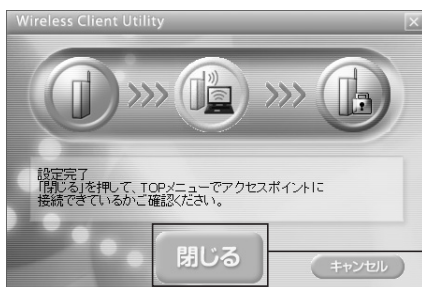 Wireless Client Utility
設定完了
「閉じる」を押して、TOPメニューでアクセスポイントに
接続できているかご確認ください。
閉じる
キャンセル